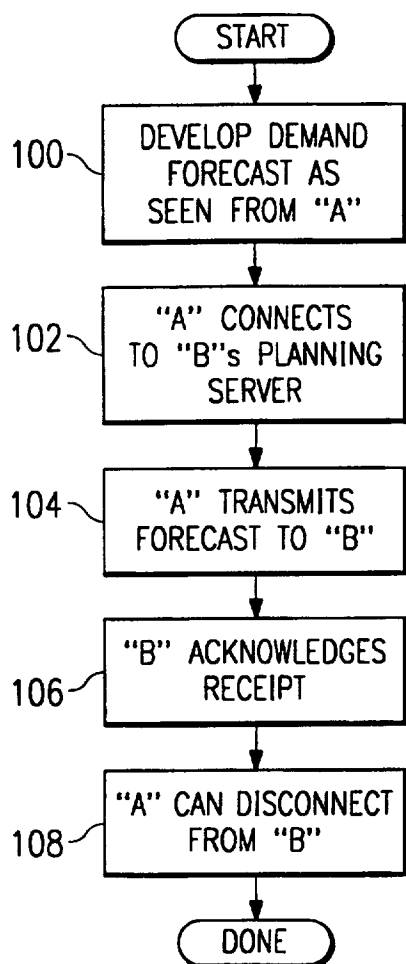 START
100
DEVELOP DEMAND
FORECAST AS
SEEN FROM "A"
102
"A" CONNECTS
TO "B"s PLANNING
SERVER
104
"A" TRANSMITS
FORECAST TO "B"
106
"B" ACKNOWLEDGES
RECEIPT
108
"A" CAN DISCONNECT
FROM "B"
DONE